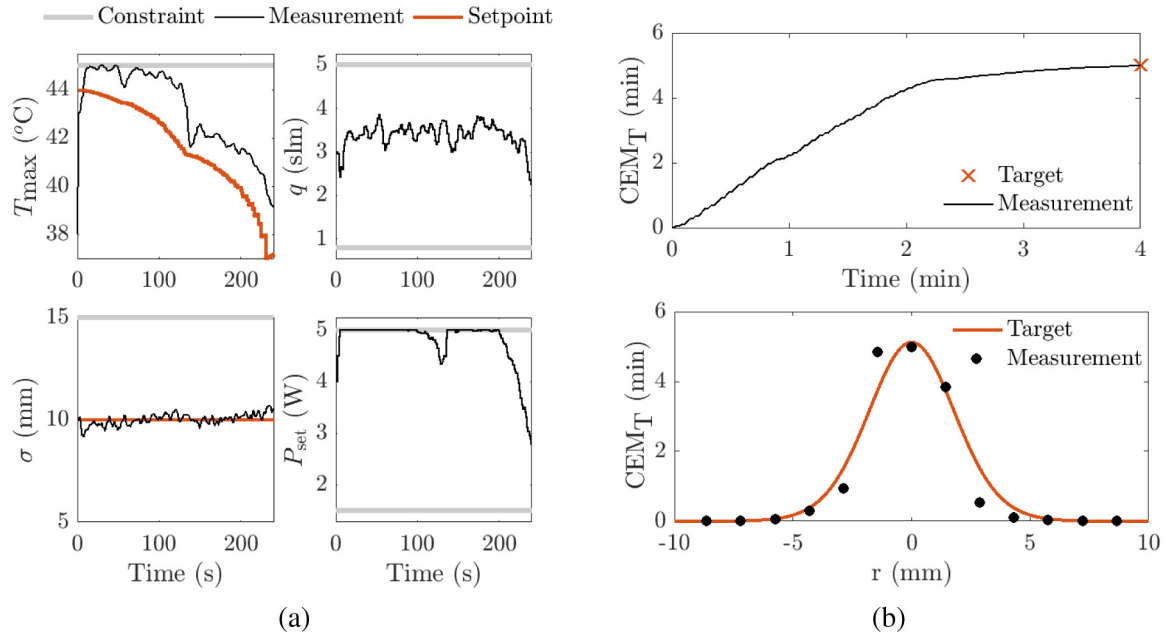 Constraint Measurement Setpoint
44
42
40
38
T_max (°C)
0 100 200
5
4
3
2
1
q (slm)
0 100 200
15
10
5
σ (mm)
0 100 200
Time (s)
5
4
3
2
P_set (W)
0 100 200
Time (s)
(a)
6
4
2
0
CEM_T (min)
Target
Measurement
0 1 2 3 4
Time (min)
6
4
2
0
CEM_T (min)
Target
Measurement
-10 -5 0 5 10
r (mm)
(b)